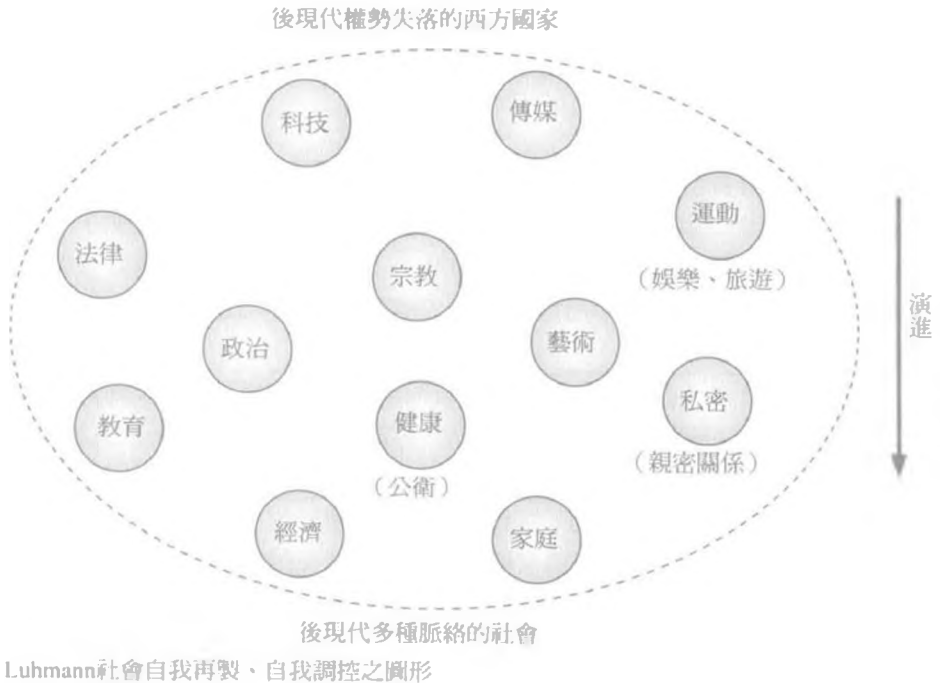 後現代權勢失落的西方國家
科技
傳媒
運動
(娛樂、旅遊)
法律
宗教
政治
藝術
演進
教育
健康
(公衛)
私密
(親密關係)
經濟
家庭
後現代多種脈絡的社會
Luhmann社會自我再製、自我調控之圖形